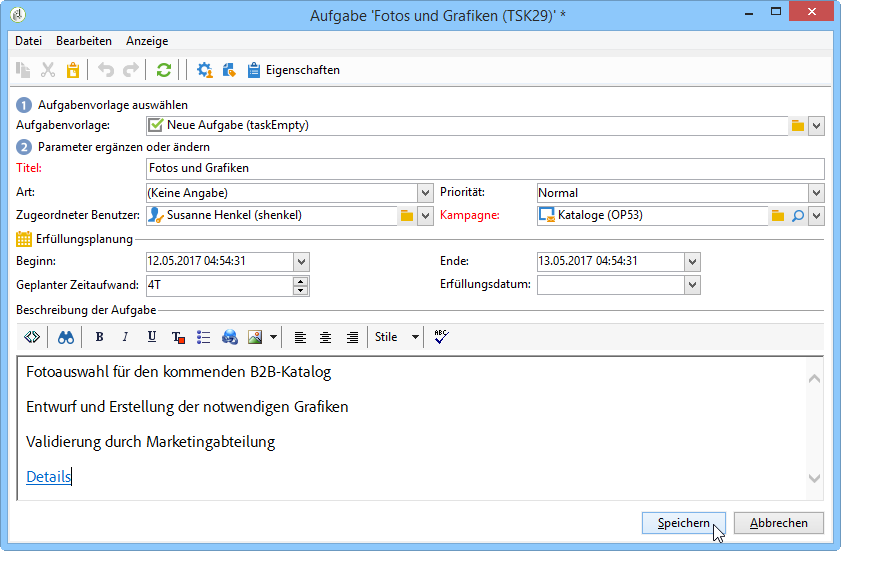 Aufgabe 'Fotos und Grafiken (TSK29)' *
Datei Bearbeiten Anzeige
Eigenschaften
1 Aufgabenvorlage auswählen
Aufgabenvorlage: Neue Aufgabe (taskEmpty)
2 Parameter ergänzen oder ändern
Titel: Fotos und Grafiken
Art: (Keine Angabe) Priorität: Normal
Zugeordneter Benutzer: Susanne Henkel (shenkel) Kampagne: Kataloge (OP53)
Erfüllungsplanung
Beginn: 12.05.2017 04:54:31 Ende: 13.05.2017 04:54:31
Geplanter Zeitaufwand: 4T Erfüllungsdatum:
Beschreibung der Aufgabe
B I U T Stile ABC
Fotoauswahl für den kommenden B2B-Katalog
Entwurf und Erstellung der notwendigen Grafiken
Validierung durch Marketingabteilung
Details
Speichern Abbrechen